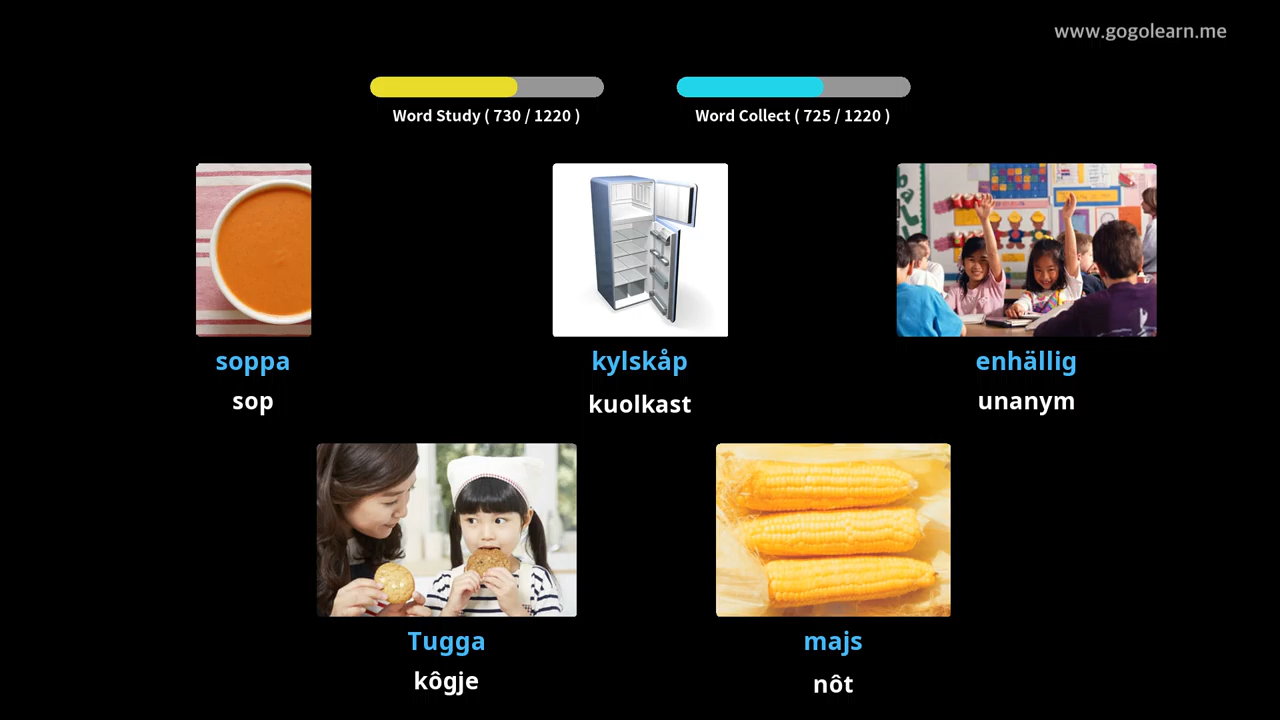 www.gogolearn.me
Word Study ( 730 / 1220 )
Word Collect ( 725 / 1220 )
soppa
sop
kylskåp
kuolkast
enhällig
unanym
Tugga
kôgje
majs
nôt